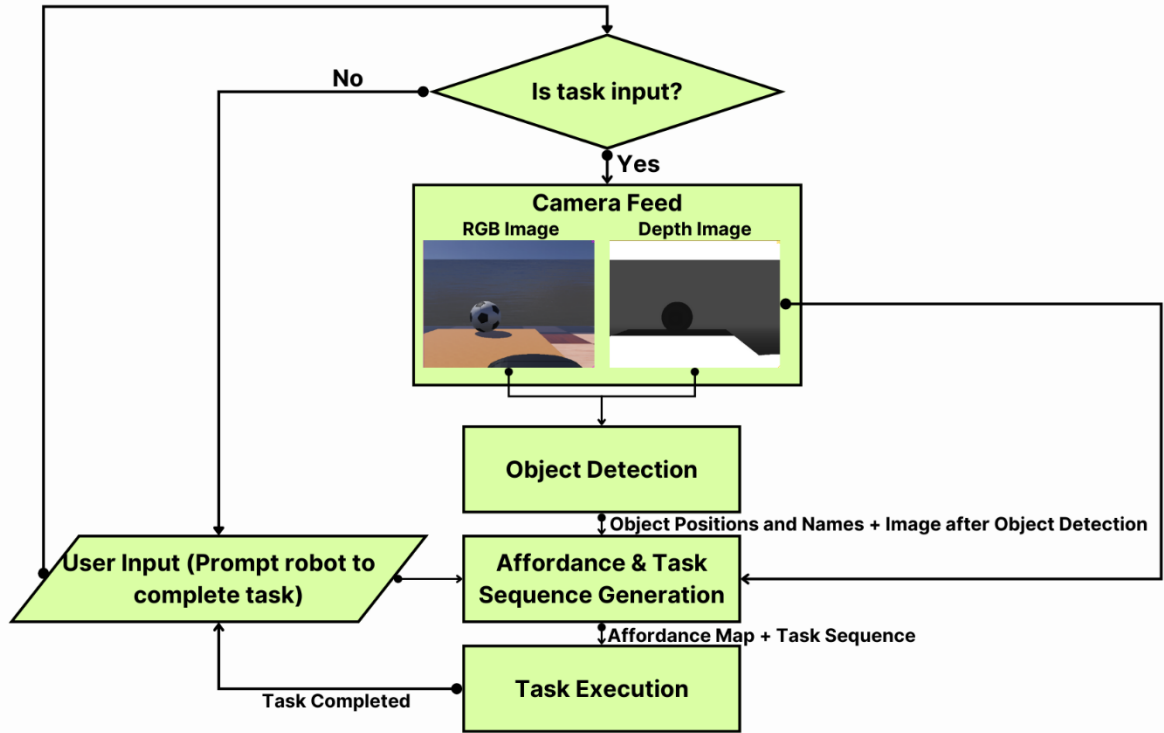 Is task input?
No
Yes
Camera Feed
RGB Image
Depth Image
Object Detection
Object Positions and Names + Image after Object Detection
User Input (Prompt robot to
complete task)
Affordance & Task
Sequence Generation
Affordance Map + Task Sequence
Task Execution
Task Completed